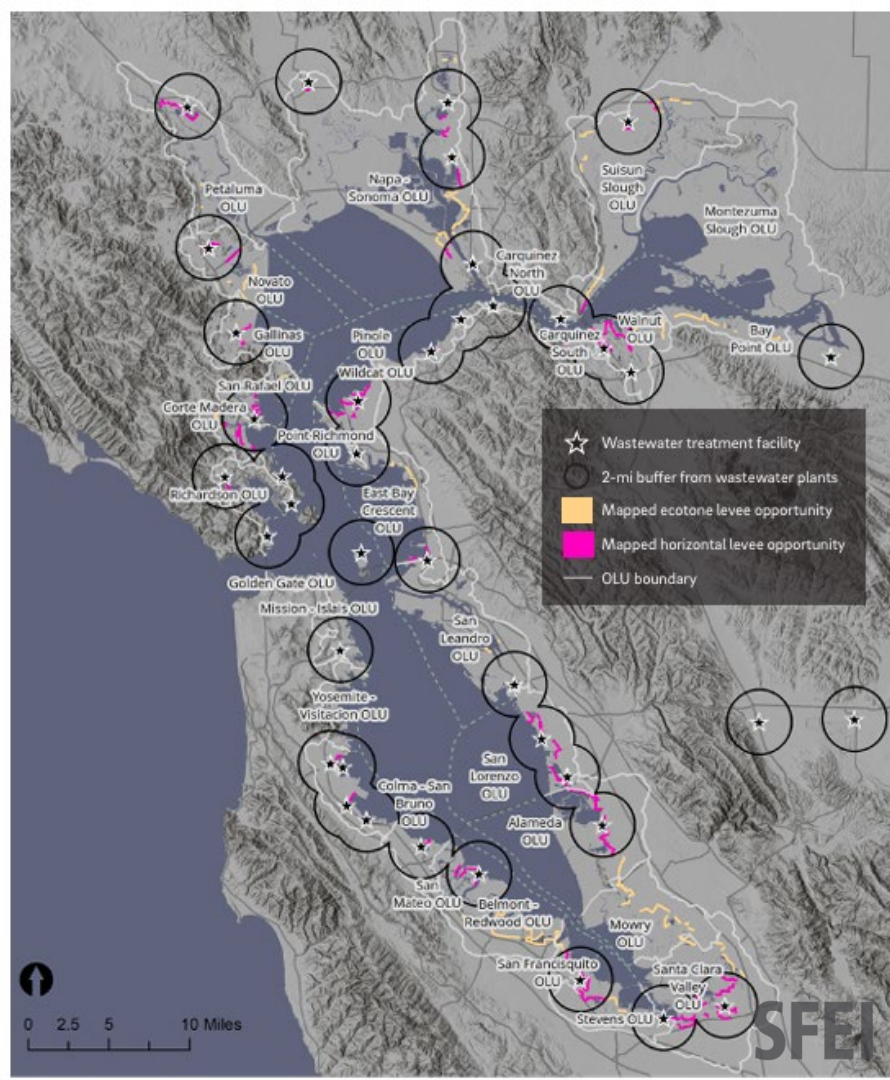 Petaluma
OLU
Napa -
Sonoma OLU
Suisun
Slough
OLU
Montezuma
Slough OLU
Carquinez
North
OLU
Novato
OLU
Gallinas
OLU
Pinole
OLU
Wildcat OLU
Carquinez
South
OLU
Walnut
OLU
Bay
Point OLU
San Rafael OLU
Corte Madera
OLU
Point Richmond
OLU
Richardson OLU
East Bay
Crescent
OLU
Golden Gate OLU
Mission - Islais OLU
San
Leandro
OLU
Yosemite -
Visitacion OLU
San
Lorenzo
OLU
Colma - San
Bruno
OLU
Alameda
OLU
San
Mateo OLU
Belmont -
Redwood OLU
Mowry
OLU
San Francisquito
OLU
Santa Clara
Valley
OLU
Stevens OLU
Wastewater treatment facility
2-mi buffer from wastewater plants
Mapped ecotone levee opportunity
Mapped horizontal levee opportunity
OLU boundary
0 2.5 5 10 Miles
SFEI